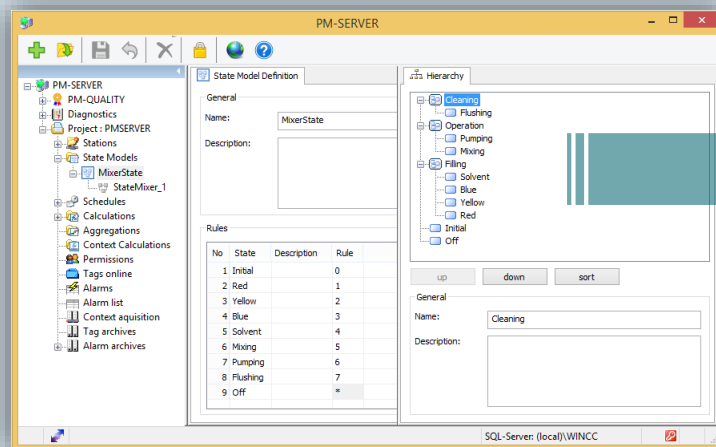 PM-SERVER
PM-SERVER
PM-QUALITY
Diagnostics
Project : PMSERVER
Stations
State Models
MixerState
StateMixer_1
Schedules
Calculations
Aggregations
Context Calculations
Permissions
Tags online
Alarms
Alarm list
Context aquisition
Tag archives
Alarm archives
State Model Definition
General
Name: MixerState
Description:
Rules
No State Description Rule
1 Initial 0
2 Red 1
3 Yellow 2
4 Blue 3
5 Solvent 4
6 Mixing 5
7 Pumping 6
8 Flushing 7
9 Off *
Hierarchy
Cleaning
Flushing
Operation
Pumping
Mixing
Filling
Solvent
Blue
Yellow
Red
Initial
Off
up down sort
General
Name: Cleaning
Description:
SQL-Server: (local)\WINCC